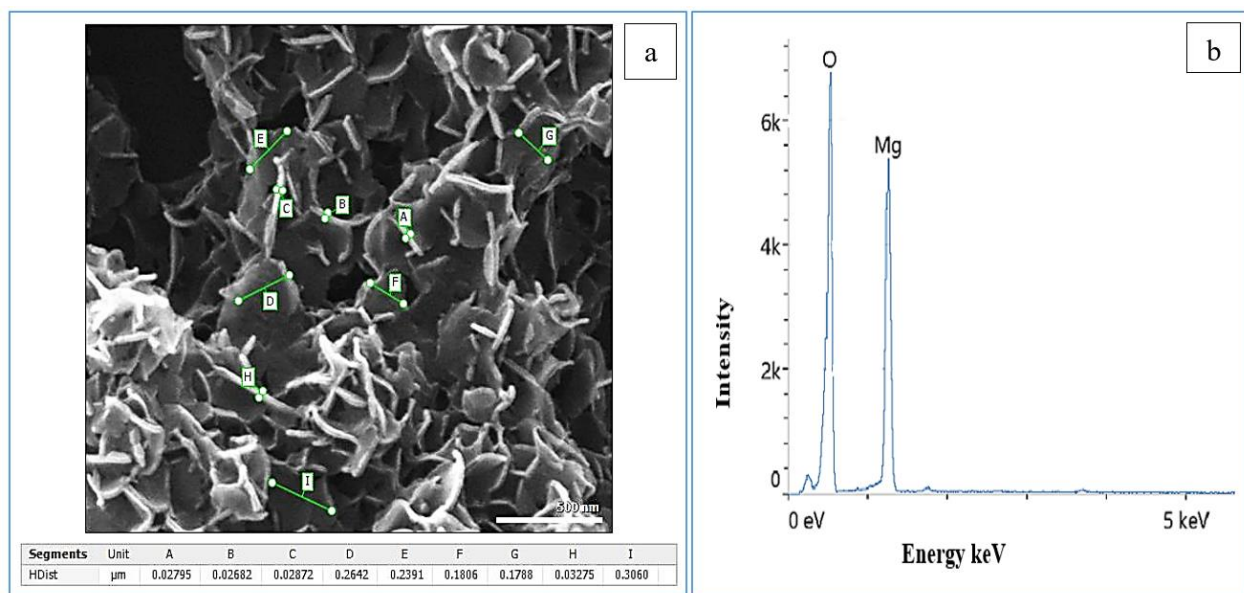 a
E
G
C
B
A
D
F
H
I
500 nm
Segments Unit A B C D E F G H I
HDist µm 0.02795 0.02682 0.02872 0.2642 0.2391 0.1806 0.1788 0.03275 0.3060
b
O
Mg
6k
4k
2k
0
Intensity
0 eV 5 keV
Energy keV